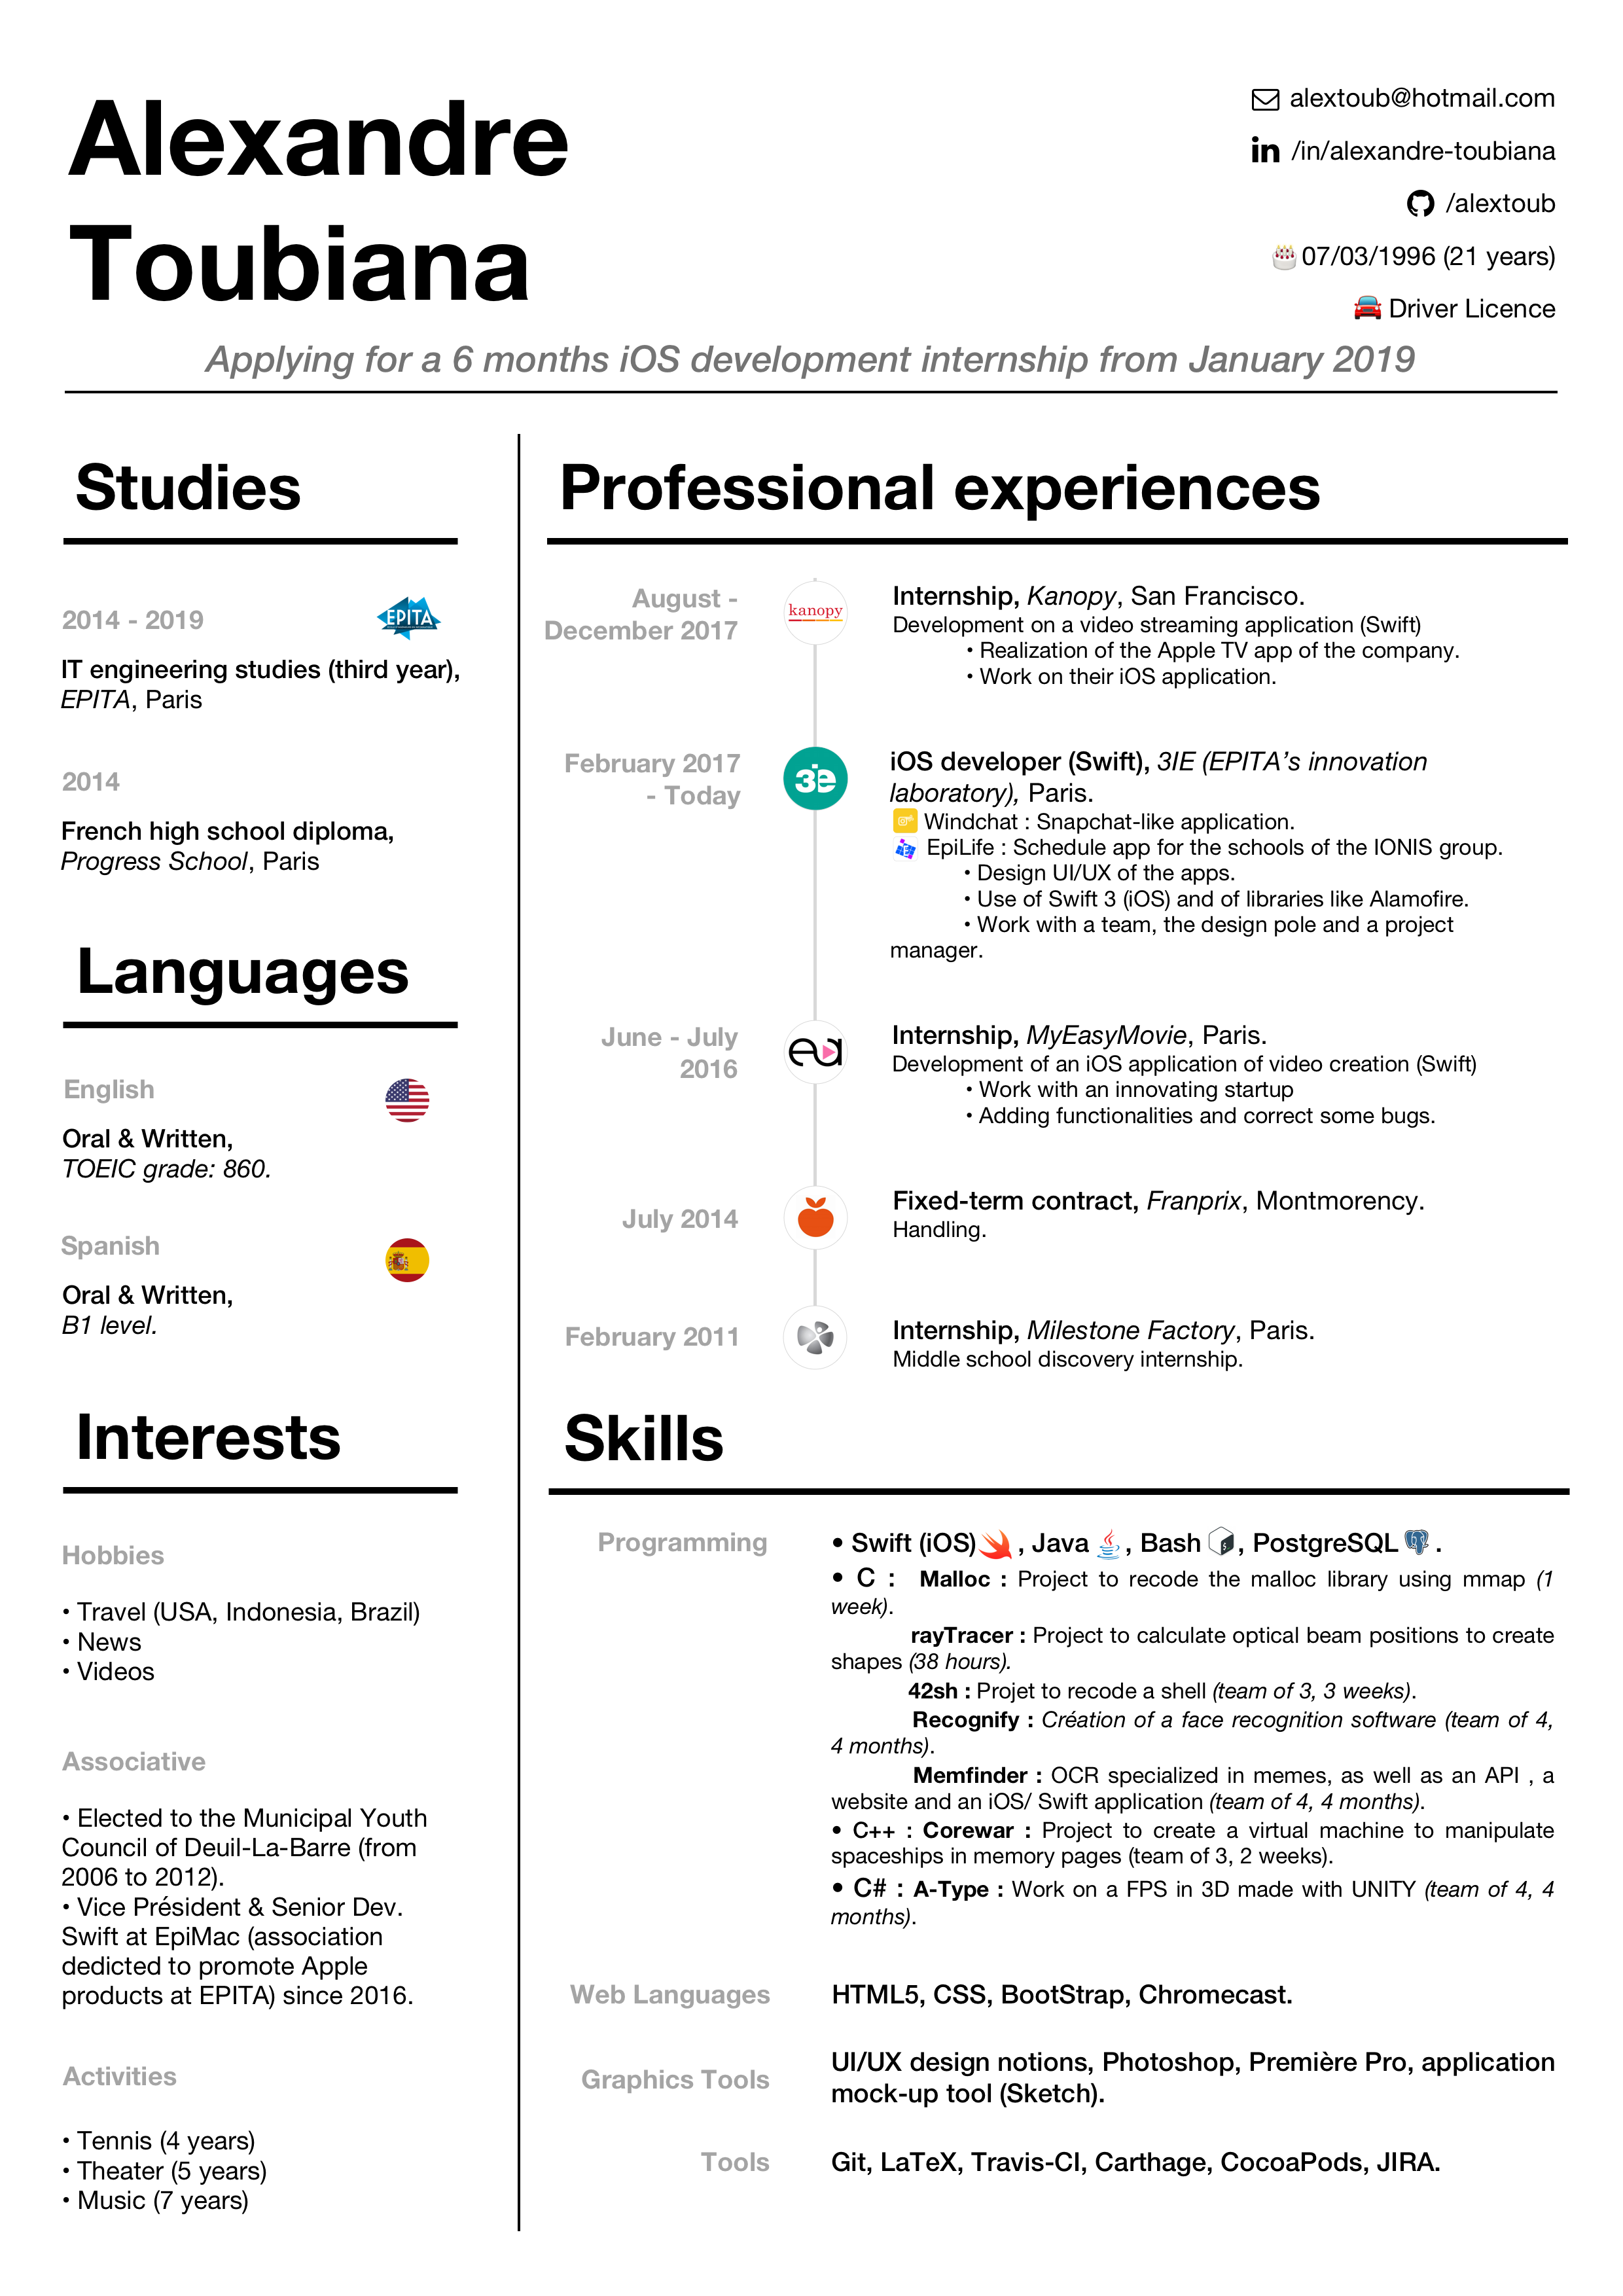 Alexandre
Toubiana
alextoub@hotmail.com
in /in/alexandre-toubiana
/alextoub
07/03/1996 (21 years)
Driver Licence
Applying for a 6 months iOS development internship from January 2019
Studies
2014 - 2019
EPITA
IT engineering studies (third year),
EPITA, Paris
2014
French high school diploma,
Progress School, Paris
Languages
English
Oral & Written,
TOEIC grade: 860.
Spanish
Oral & Written,
B1 level.
Interests
Hobbies
• Travel (USA, Indonesia, Brazil)
• News
• Videos
Associative
• Elected to the Municipal Youth
Council of Deuil-La-Barre (from
2006 to 2012).
• Vice Président & Senior Dev.
Swift at EpiMac (association
dedicted to promote Apple
products at EPITA) since 2016.
Activities
• Tennis (4 years)
• Theater (5 years)
• Music (7 years)
Professional experiences
August -
December 2017
kanopy
Internship, Kanopy, San Francisco.
Development on a video streaming application (Swift)
• Realization of the Apple TV app of the company.
• Work on their iOS application.
February 2017
- Today
3ie
iOS developer (Swift), 3IE (EPITA's innovation
laboratory), Paris.
Windchat : Snapchat-like application.
EpiLife : Schedule app for the schools of the IONIS group.
• Design UI/UX of the apps.
• Use of Swift 3 (iOS) and of libraries like Alamofire.
• Work with a team, the design pole and a project
manager.
June - July
2016
Internship, MyEasyMovie, Paris.
Development of an iOS application of video creation (Swift)
• Work with an innovating startup
• Adding functionalities and correct some bugs.
July 2014
Fixed-term contract, Franprix, Montmorency.
Handling.
February 2011
Internship, Milestone Factory, Paris.
Middle school discovery internship.
Skills
Programming
• Swift (iOS) , Java , Bash , PostgreSQL .
• C : Malloc : Project to recode the malloc library using mmap (1
week).
rayTracer : Project to calculate optical beam positions to create
shapes (38 hours).
42sh : Projet to recode a shell (team of 3, 3 weeks).
Recognify : Création of a face recognition software (team of 4,
4 months).
Memfinder : OCR specialized in memes, as well as an API , a
website and an iOS/ Swift application (team of 4, 4 months).
• C++ : Corewar : Project to create a virtual machine to manipulate
spaceships in memory pages (team of 3, 2 weeks).
• C# : A-Type : Work on a FPS in 3D made with UNITY (team of 4, 4
months).
Web Languages
HTML5, CSS, BootStrap, Chromecast.
Graphics Tools
UI/UX design notions, Photoshop, Première Pro, application
mock-up tool (Sketch).
Tools
Git, LaTeX, Travis-CI, Carthage, CocoaPods, JIRA.